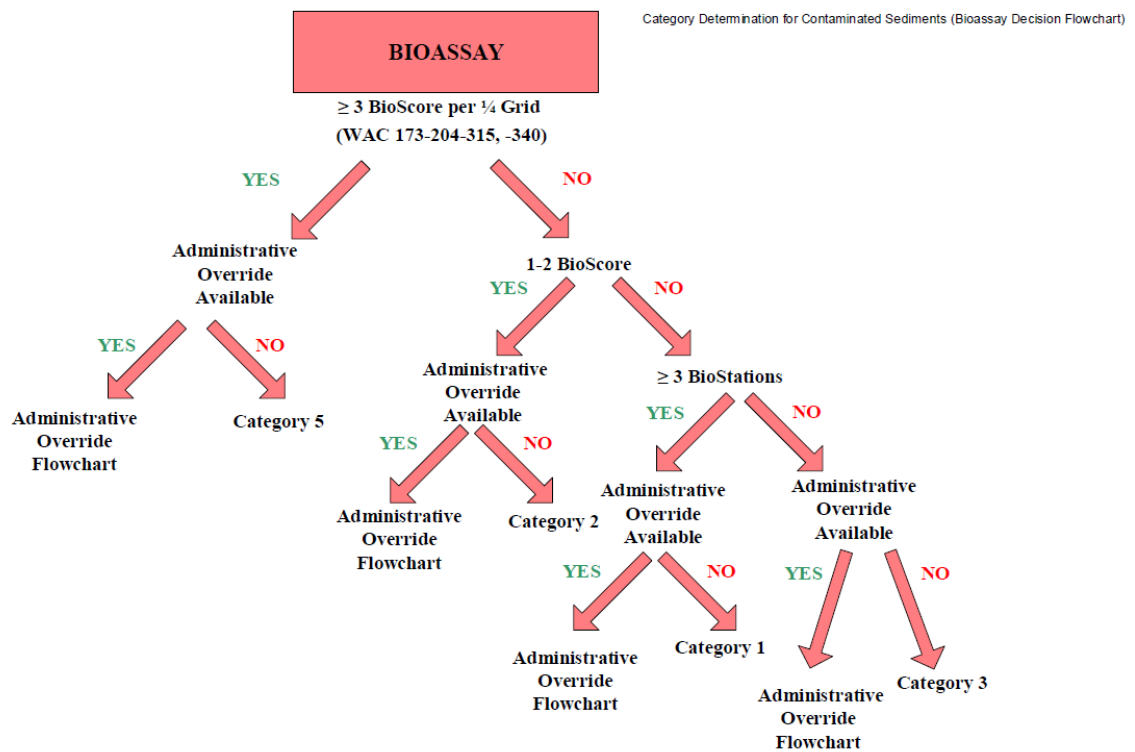 Category Determination for Contaminated Sediments (Bioassay Decision Flowchart)
BIOASSAY
≥ 3 BioScore per ¼ Grid
(WAC 173-204-315, -340)
YES
NO
Administrative
Override
Available
1-2 BioScore
YES
NO
YES
NO
Administrative
Override
Flowchart
Category 5
Administrative
Override
Available
≥ 3 BioStations
YES
NO
YES
NO
Administrative
Override
Flowchart
Category 2
Administrative
Override
Available
Administrative
Override
Available
YES
NO
YES
NO
Administrative
Override
Flowchart
Category 1
Administrative
Override
Flowchart
Category 3